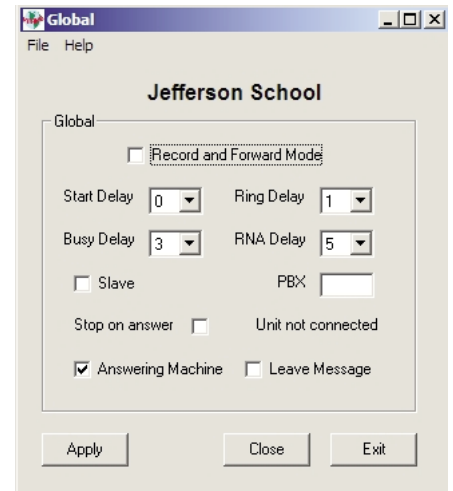 Global
File Help
Jefferson School
Global
Record and Forward Mode
Start Delay 0 Ring Delay 1
Busy Delay 3 RNA Delay 5
Slave PBX
Stop on answer Unit not connected
Answering Machine Leave Message
Apply Close Exit